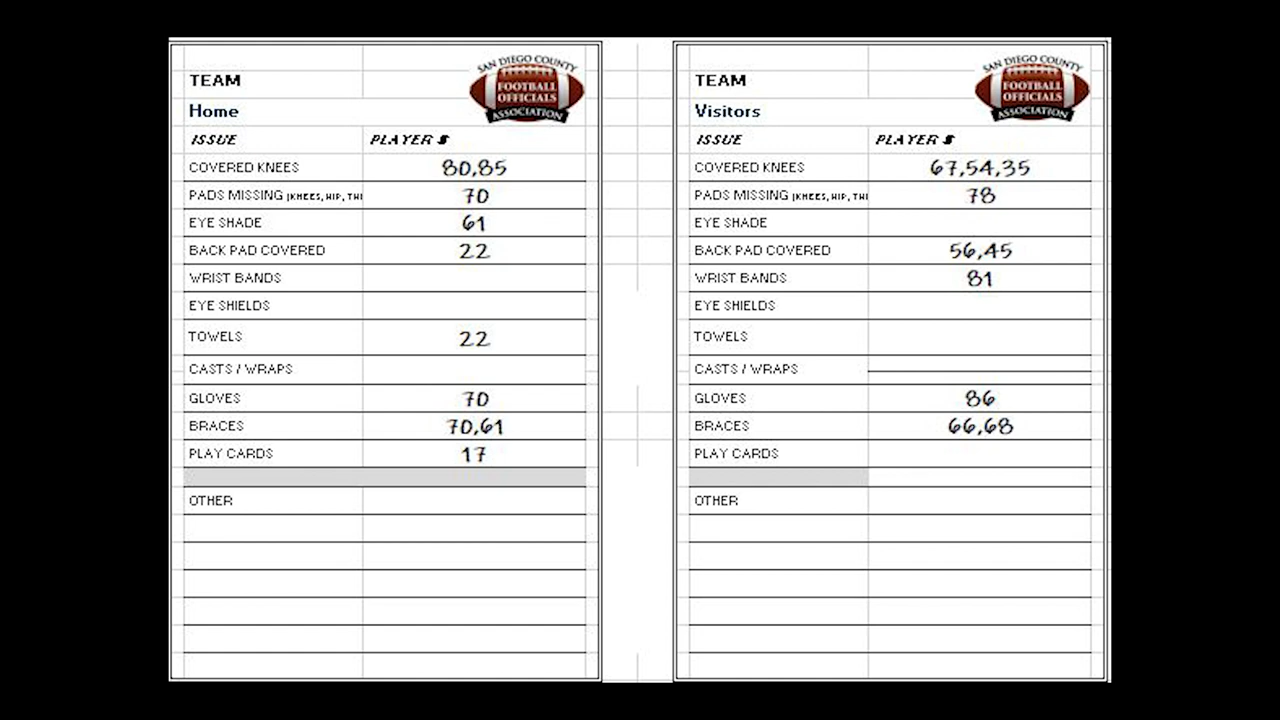 SAN DIEGO COUNTY
FOOTBALL
OFFICIALS
ASSOCIATION
TEAM
Home
ISSUE PLAYER #
COVERED KNEES 80,85
PADS MISSING (KNEES, HIP, THI 70
EYE SHADE 61
BACK PAD COVERED 22
WRIST BANDS
EYE SHIELDS
TOWELS 22
CASTS / WRAPS
GLOVES 70
BRACES 70,61
PLAY CARDS 17
OTHER
SAN DIEGO COUNTY
FOOTBALL
OFFICIALS
ASSOCIATION
TEAM
Visitors
ISSUE PLAYER #
COVERED KNEES 67,54,35
PADS MISSING (KNEES, HIP, THI 78
EYE SHADE
BACK PAD COVERED 56,45
WRIST BANDS 81
EYE SHIELDS
TOWELS
CASTS / WRAPS
GLOVES 86
BRACES 66,68
PLAY CARDS
OTHER